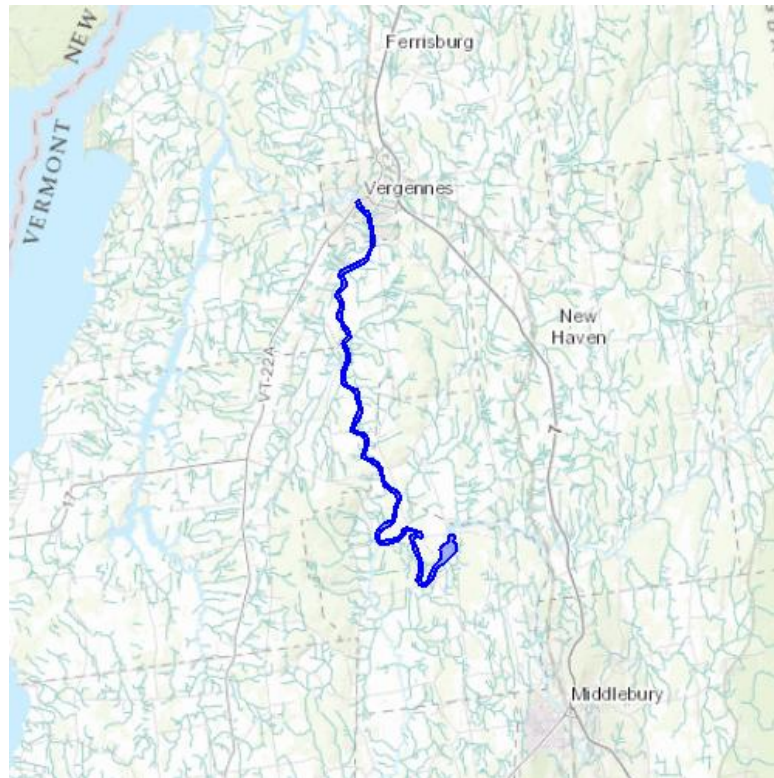 Ferrisburg
NEW
VERMONT
Vergennes
New
Haven
VT-22A
7
17
Middlebury